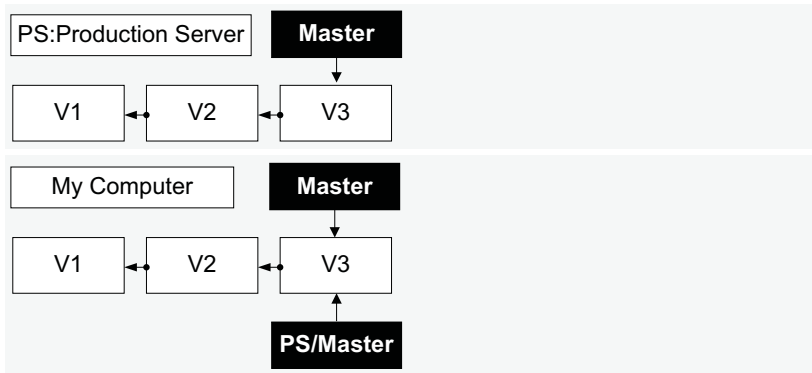 PS:Production Server
Master
V1
V2
V3
My Computer
Master
V1
V2
V3
PS/Master